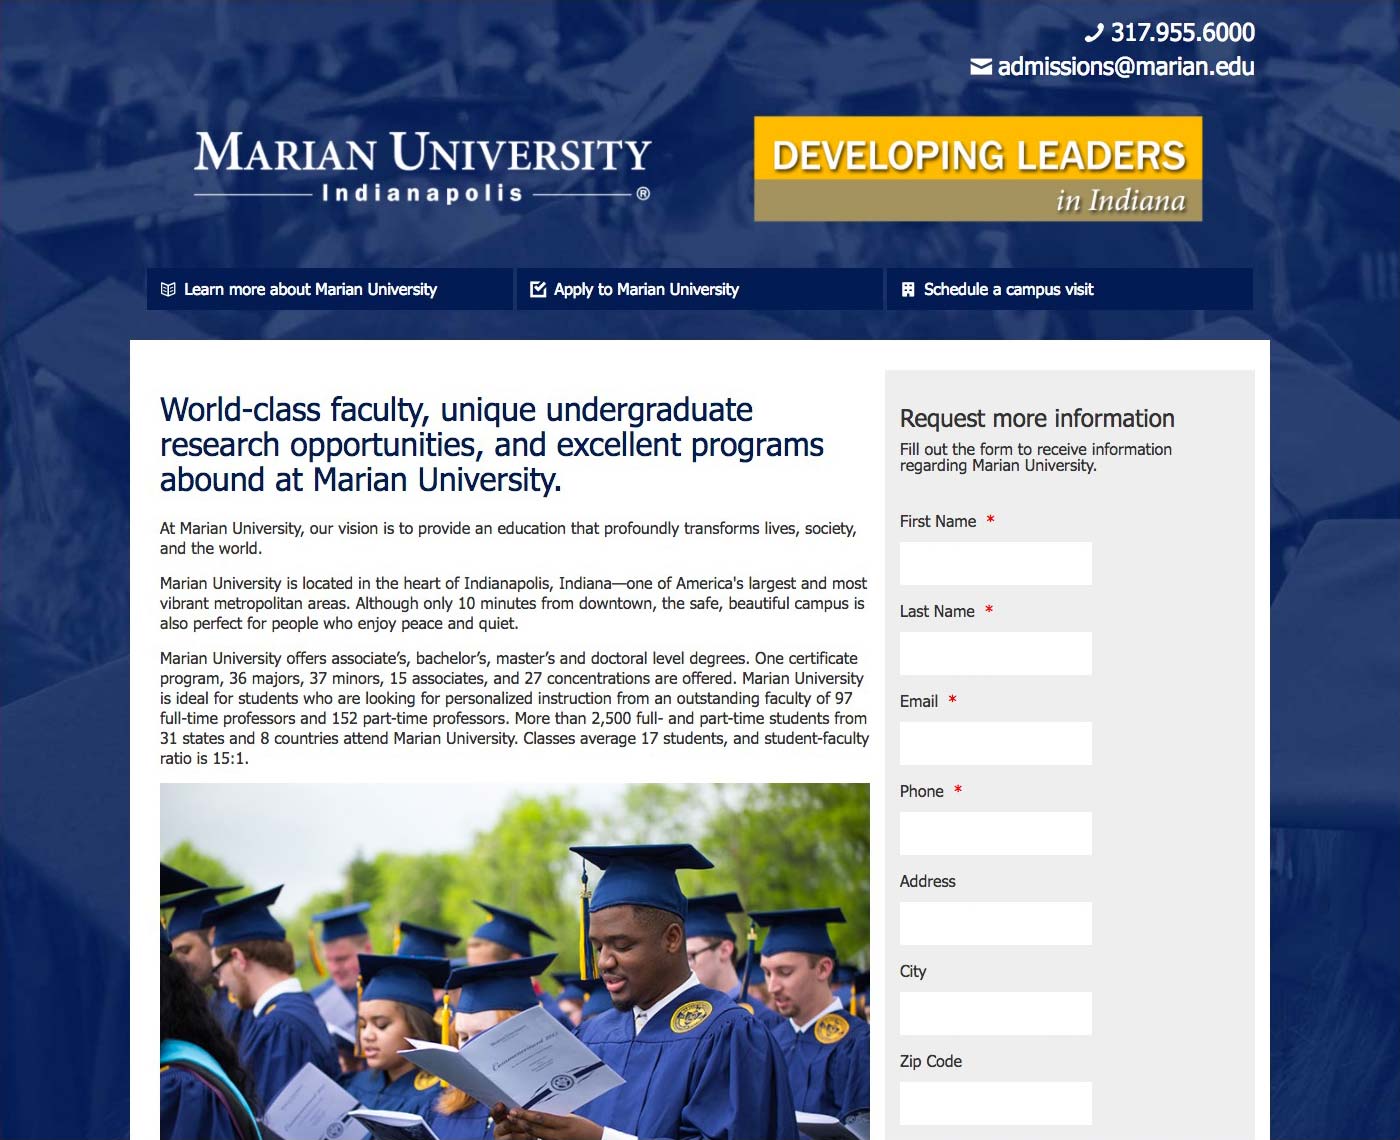 317.955.6000
admissions@marian.edu
MARIAN UNIVERSITY
Indianapolis ®
DEVELOPING LEADERS
in Indiana
Learn more about Marian University
Apply to Marian University
Schedule a campus visit
World-class faculty, unique undergraduate
research opportunities, and excellent programs
abound at Marian University.
At Marian University, our vision is to provide an education that profoundly transforms lives, society,
and the world.
Marian University is located in the heart of Indianapolis, Indiana—one of America's largest and most
vibrant metropolitan areas. Although only 10 minutes from downtown, the safe, beautiful campus is
also perfect for people who enjoy peace and quiet.
Marian University offers associate’s, bachelor’s, master’s and doctoral level degrees. One certificate
program, 36 majors, 37 minors, 15 associates, and 27 concentrations are offered. Marian University
is ideal for students who are looking for personalized instruction from an outstanding faculty of 97
full-time professors and 152 part-time professors. More than 2,500 full- and part-time students from
31 states and 8 countries attend Marian University. Classes average 17 students, and student-faculty
ratio is 15:1.
Commencement 2013
Request more information
Fill out the form to receive information
regarding Marian University.
First Name *
Last Name *
Email *
Phone *
Address
City
Zip Code